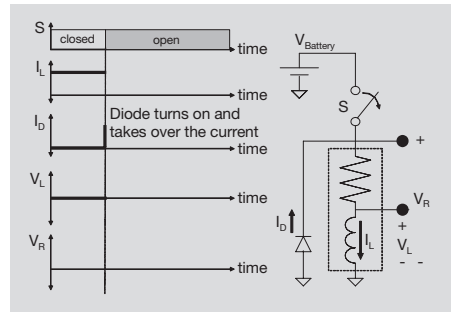 S
closed
open
time
I_L
time
I_D
Diode turns on and
takes over the current
time
V_L
time
V_R
time
V_Battery
S
+
V_R
I_D
I_L
+
V_L
- -